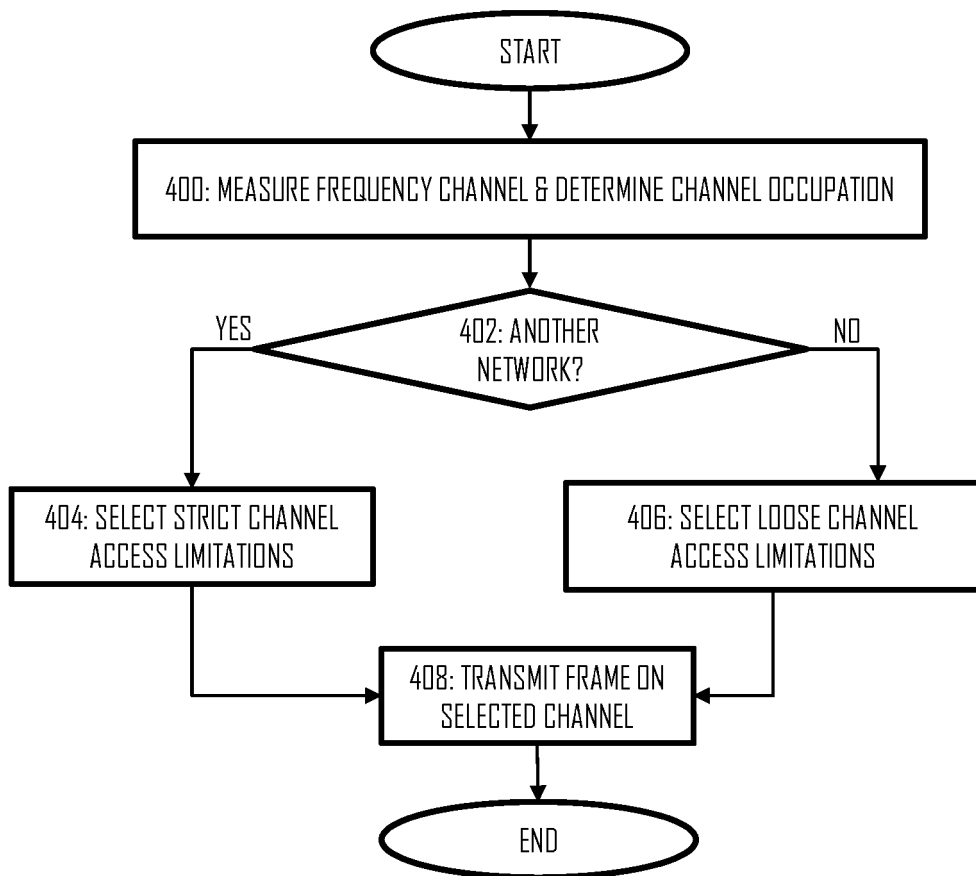 START
400: MEASURE FREQUENCY CHANNEL & DETERMINE CHANNEL OCCUPATION
402: ANOTHER
NETWORK?
YES
NO
404: SELECT STRICT CHANNEL
ACCESS LIMITATIONS
406: SELECT LOOSE CHANNEL
ACCESS LIMITATIONS
408: TRANSMIT FRAME ON
SELECTED CHANNEL
END